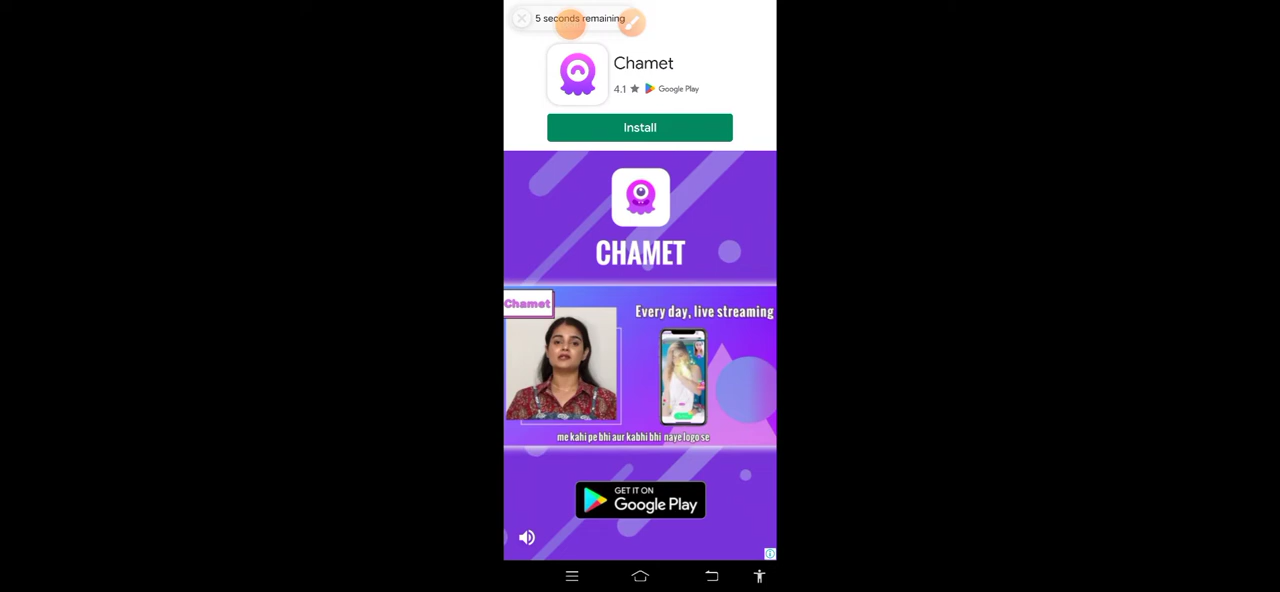 5 seconds remaining
Chamet
4.1 ★ Google Play
Install
CHAMET
Chamet
Every day, live streaming
me kahi pe bhi aur kabhi bhi naye logo se
GET IT ON
Google Play